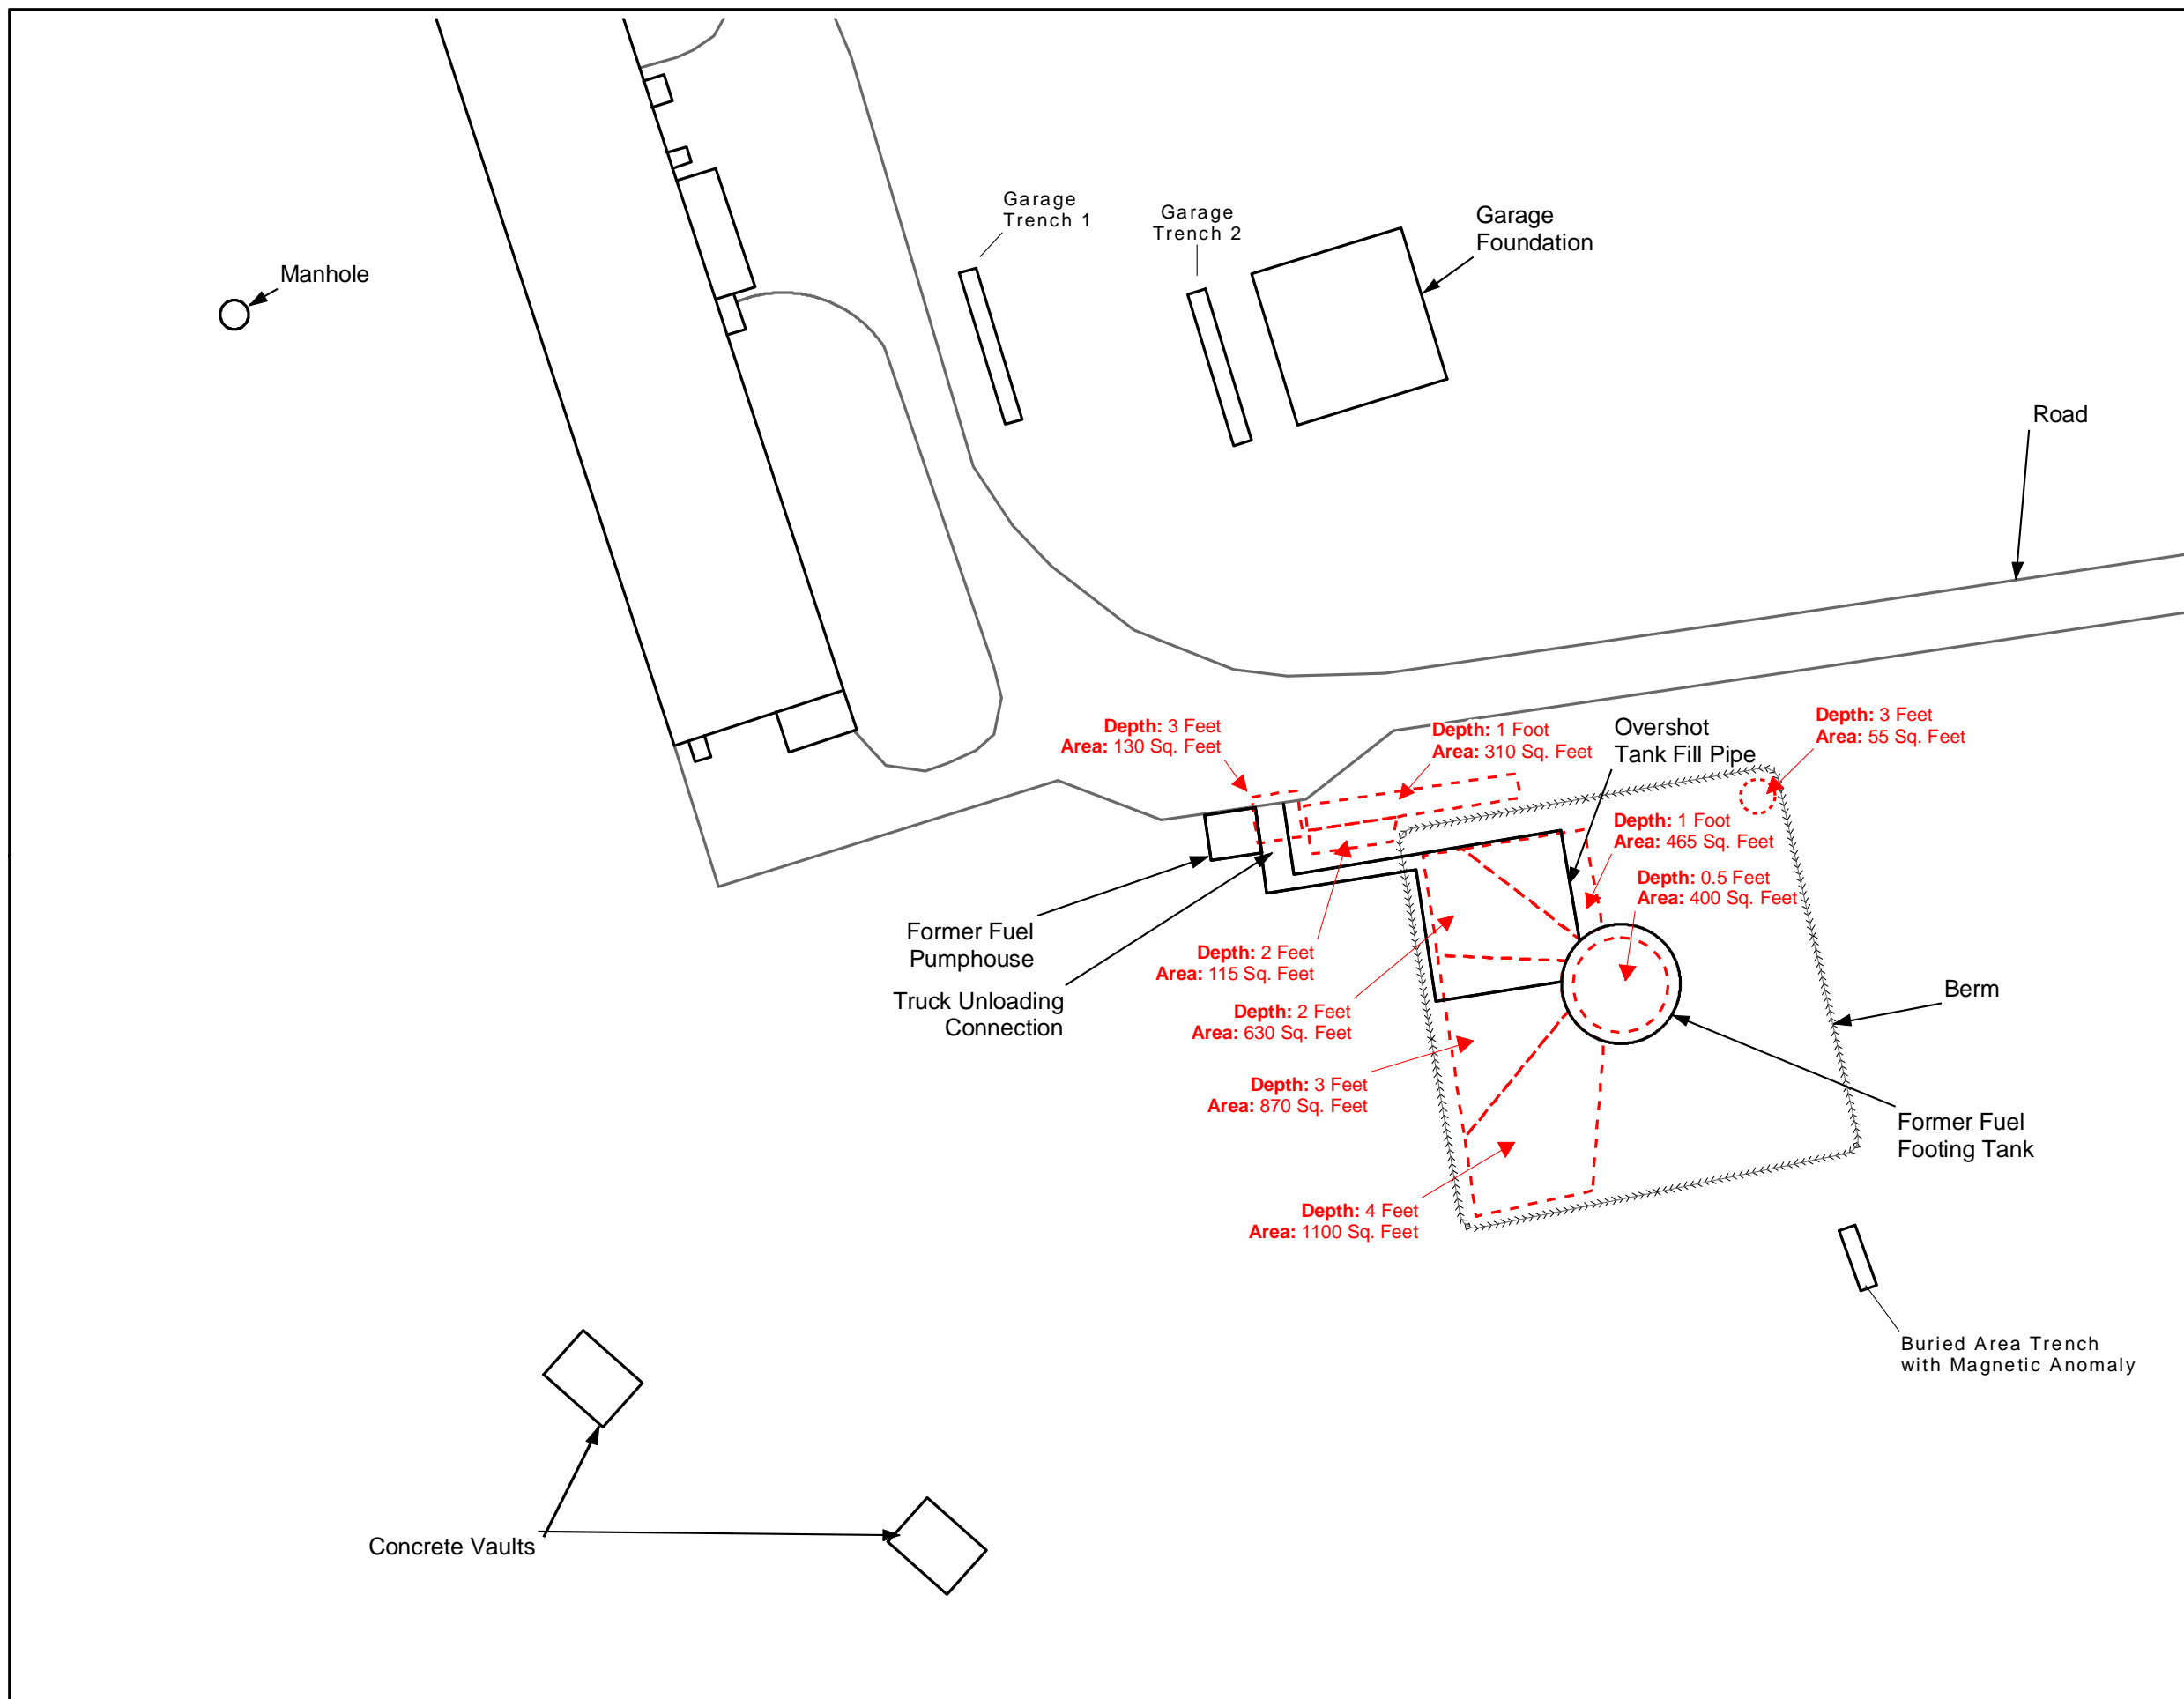 Garage
Trench 1
Garage
Trench 2
Garage
Foundation
Manhole
Road
Depth: 3 Feet
Area: 130 Sq. Feet
Depth: 1 Foot
Area: 310 Sq. Feet
Overshot
Tank Fill Pipe
Depth: 3 Feet
Area: 55 Sq. Feet
Depth: 1 Foot
Area: 465 Sq. Feet
Depth: 0.5 Feet
Area: 400 Sq. Feet
Former Fuel
Pumphouse
Depth: 2 Feet
Area: 115 Sq. Feet
Truck Unloading
Connection
Berm
Depth: 2 Feet
Area: 630 Sq. Feet
Depth: 3 Feet
Area: 870 Sq. Feet
Former Fuel
Footing Tank
Depth: 4 Feet
Area: 1100 Sq. Feet
Buried Area Trench
with Magnetic Anomaly
Concrete Vaults